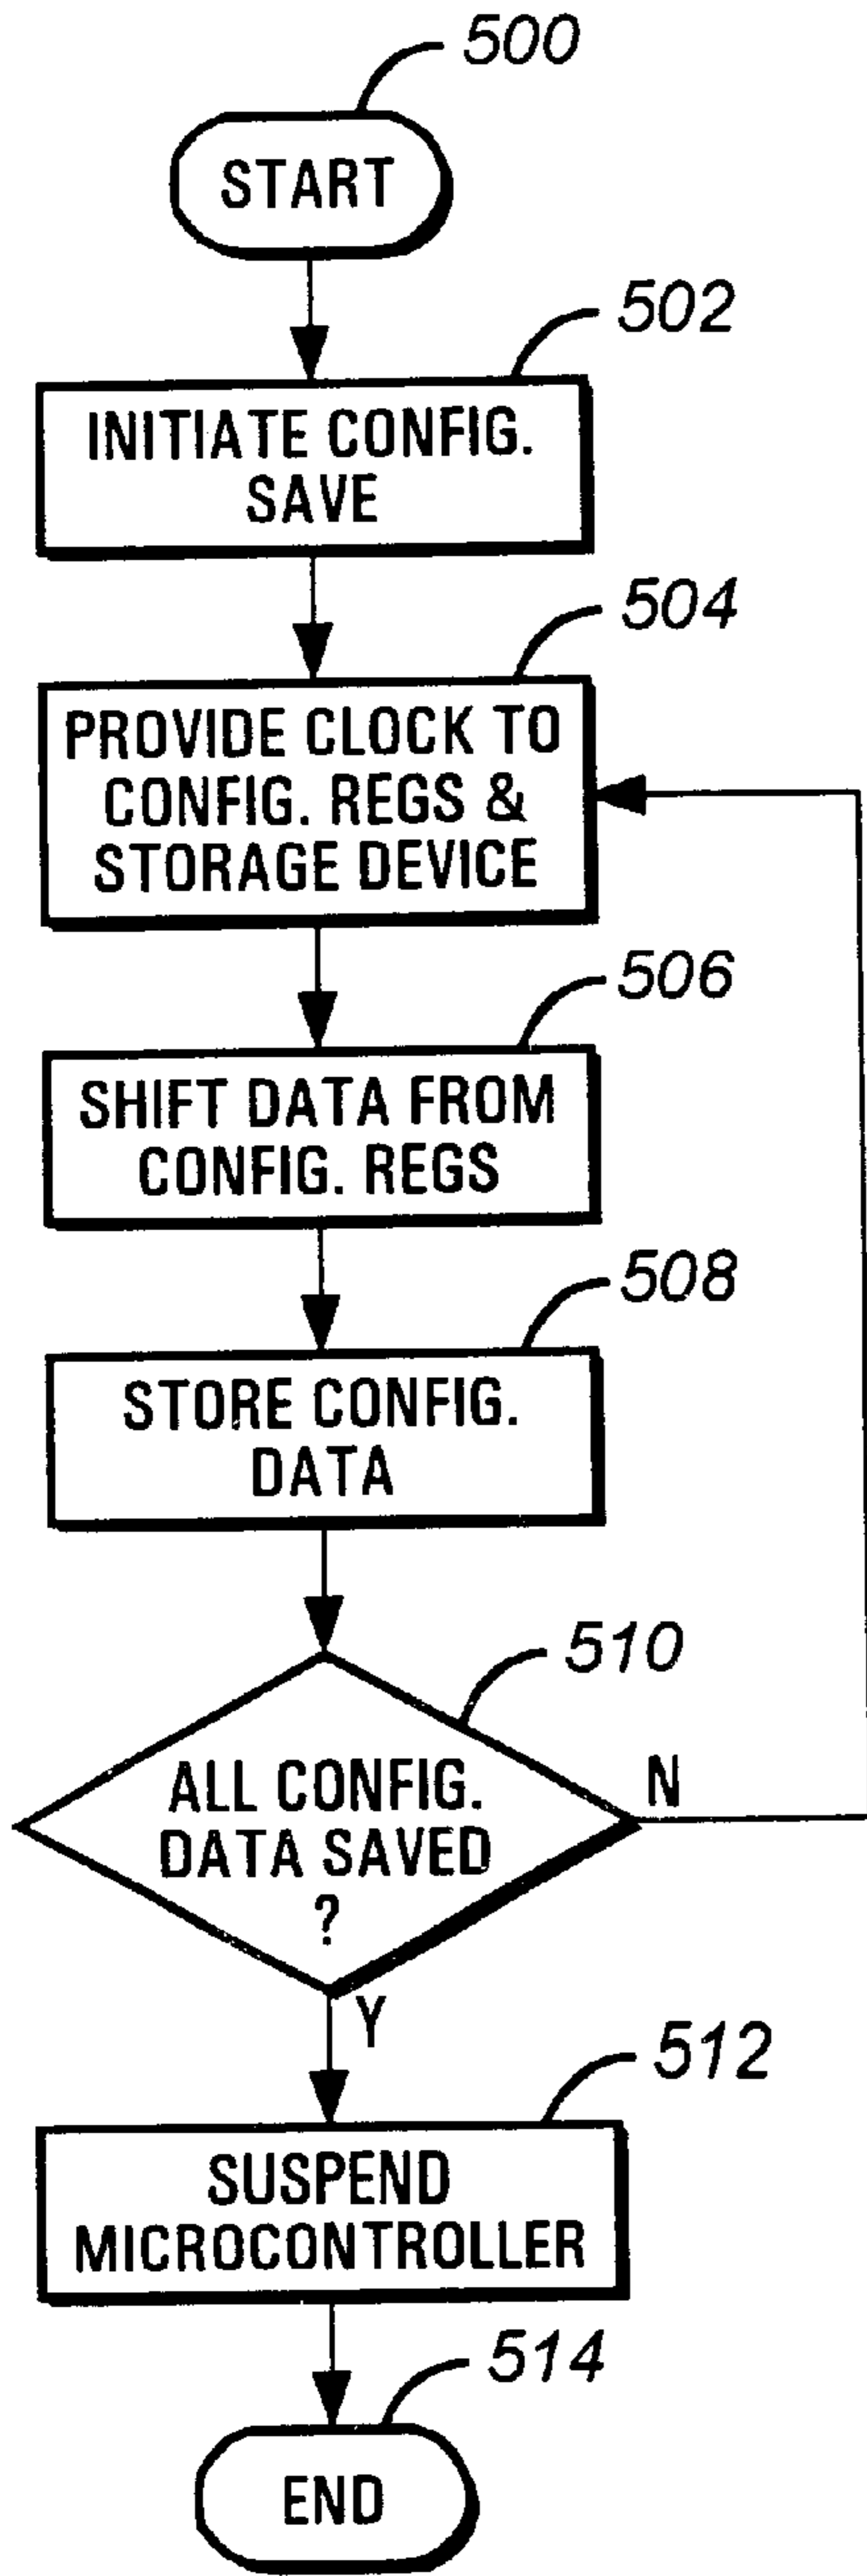 500
START
502
INITIATE CONFIG.
SAVE
504
PROVIDE CLOCK TO
CONFIG. REGS &
STORAGE DEVICE
506
SHIFT DATA FROM
CONFIG. REGS
508
STORE CONFIG.
DATA
510
ALL CONFIG.
DATA SAVED
?
N
Y
512
SUSPEND
MICROCONTROLLER
514
END